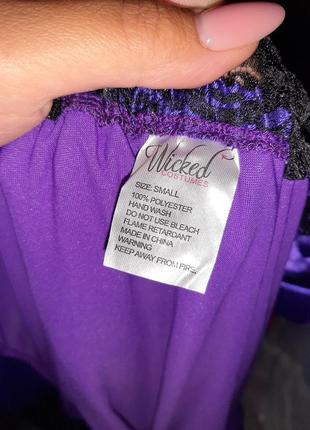 Wicked
COSTUMES
SIZE: SMALL
100% POLYESTER
HAND WASH
DO NOT USE BLEACH
FLAME RETARDANT
MADE IN CHINA
WARNING
KEEP AWAY FROM FIRE